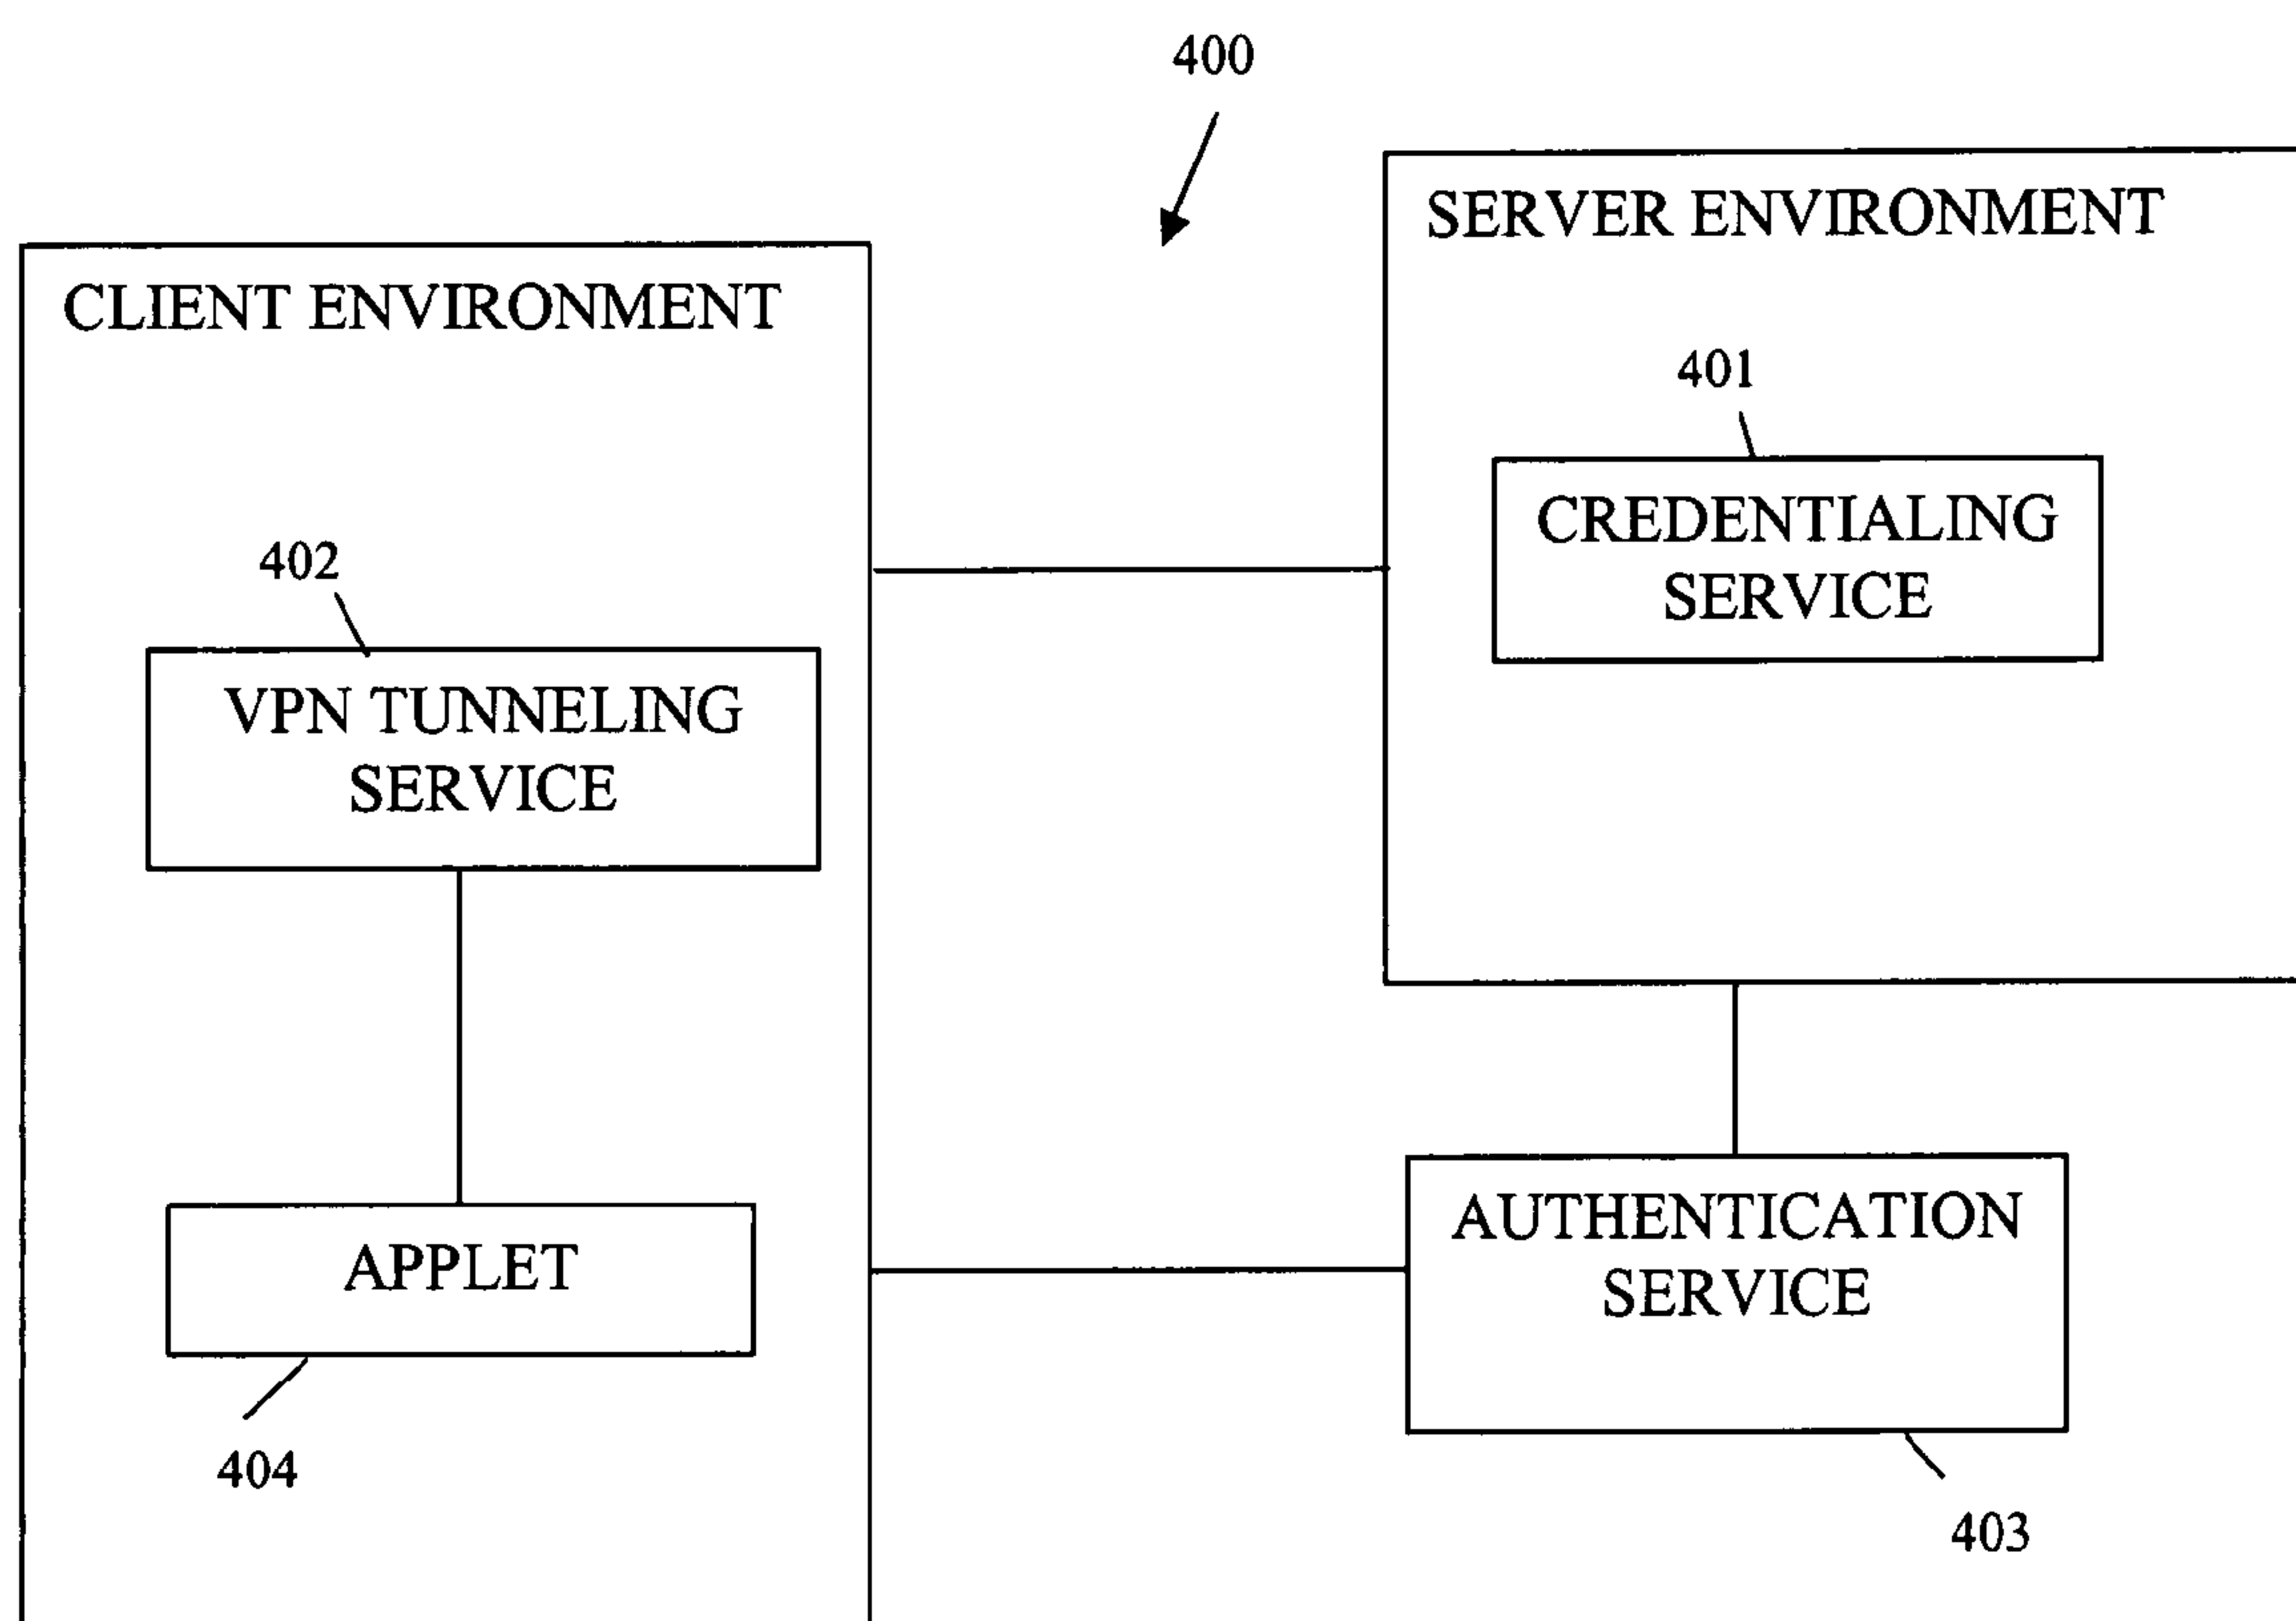 400
SERVER ENVIRONMENT
CLIENT ENVIRONMENT
401
CREDENTIALING
SERVICE
402
VPN TUNNELING
SERVICE
AUTHENTICATION
SERVICE
APPLET
404
403